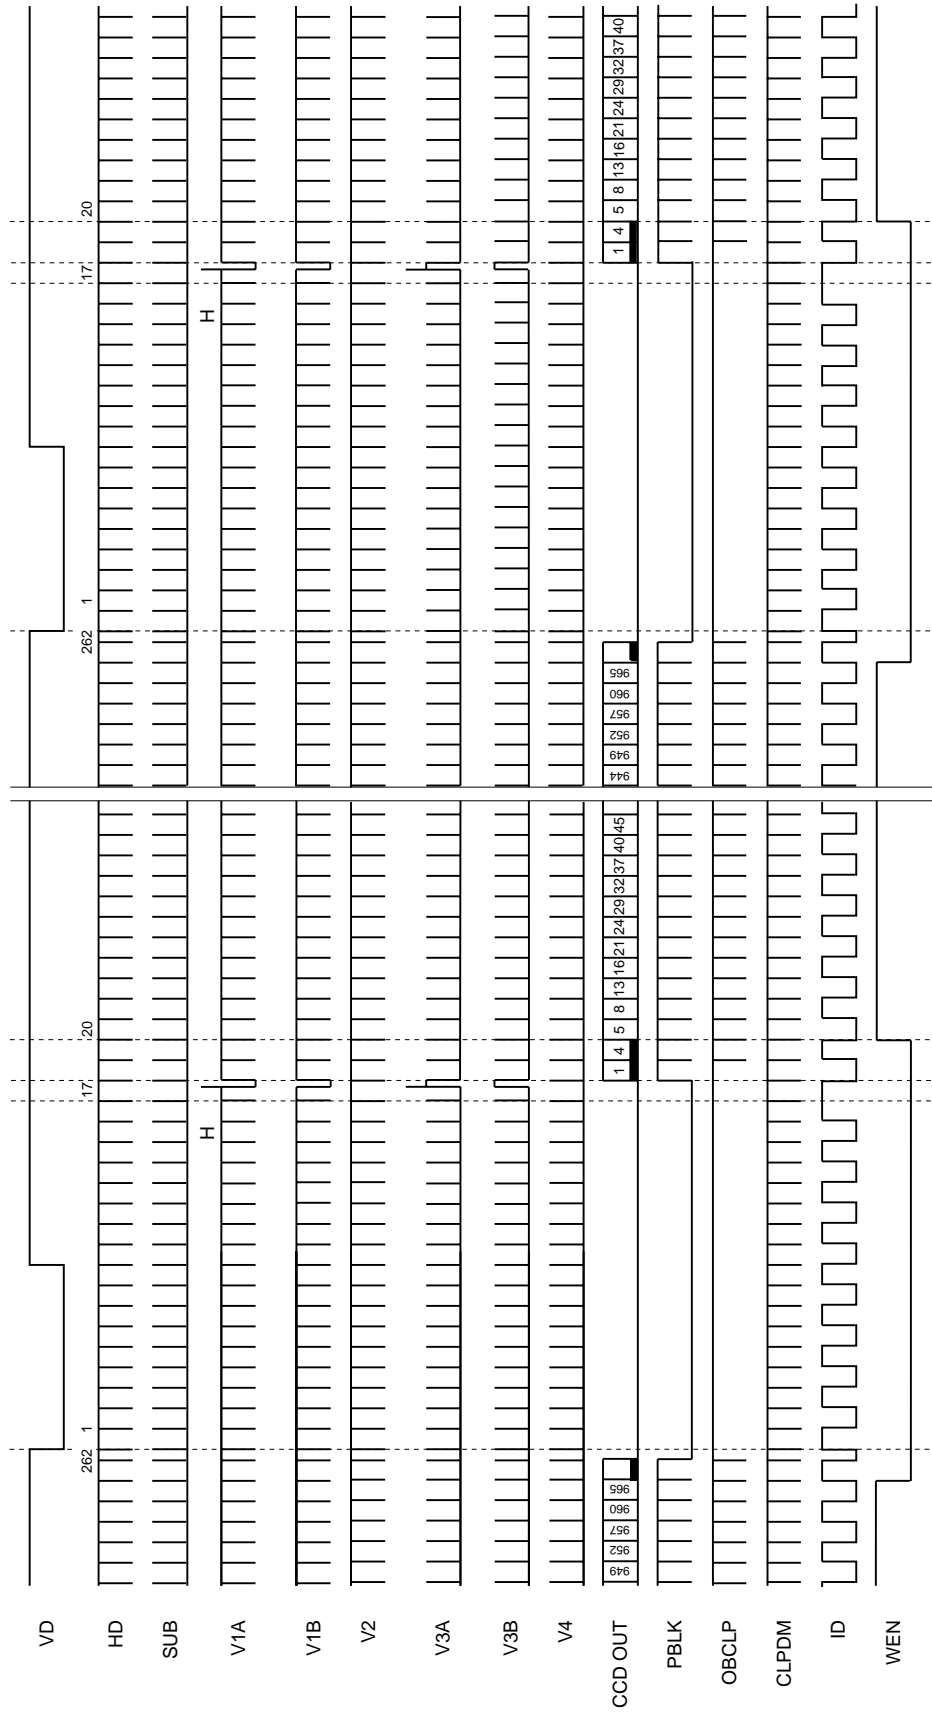 VD
262 1 17 20 262 1 17 20
HD
SUB
H H
V1A
V1B
V2
V3A
V3B
V4
CCD OUT 949 952 957 960 965 1 4 5 8 13 16 21 24 29 32 37 40 45 944 949 952 957 960 965 1 4 5 8 13 16 21 24 29 32 37 40
PBLK
OBCLP
CLPDM
ID
WEN